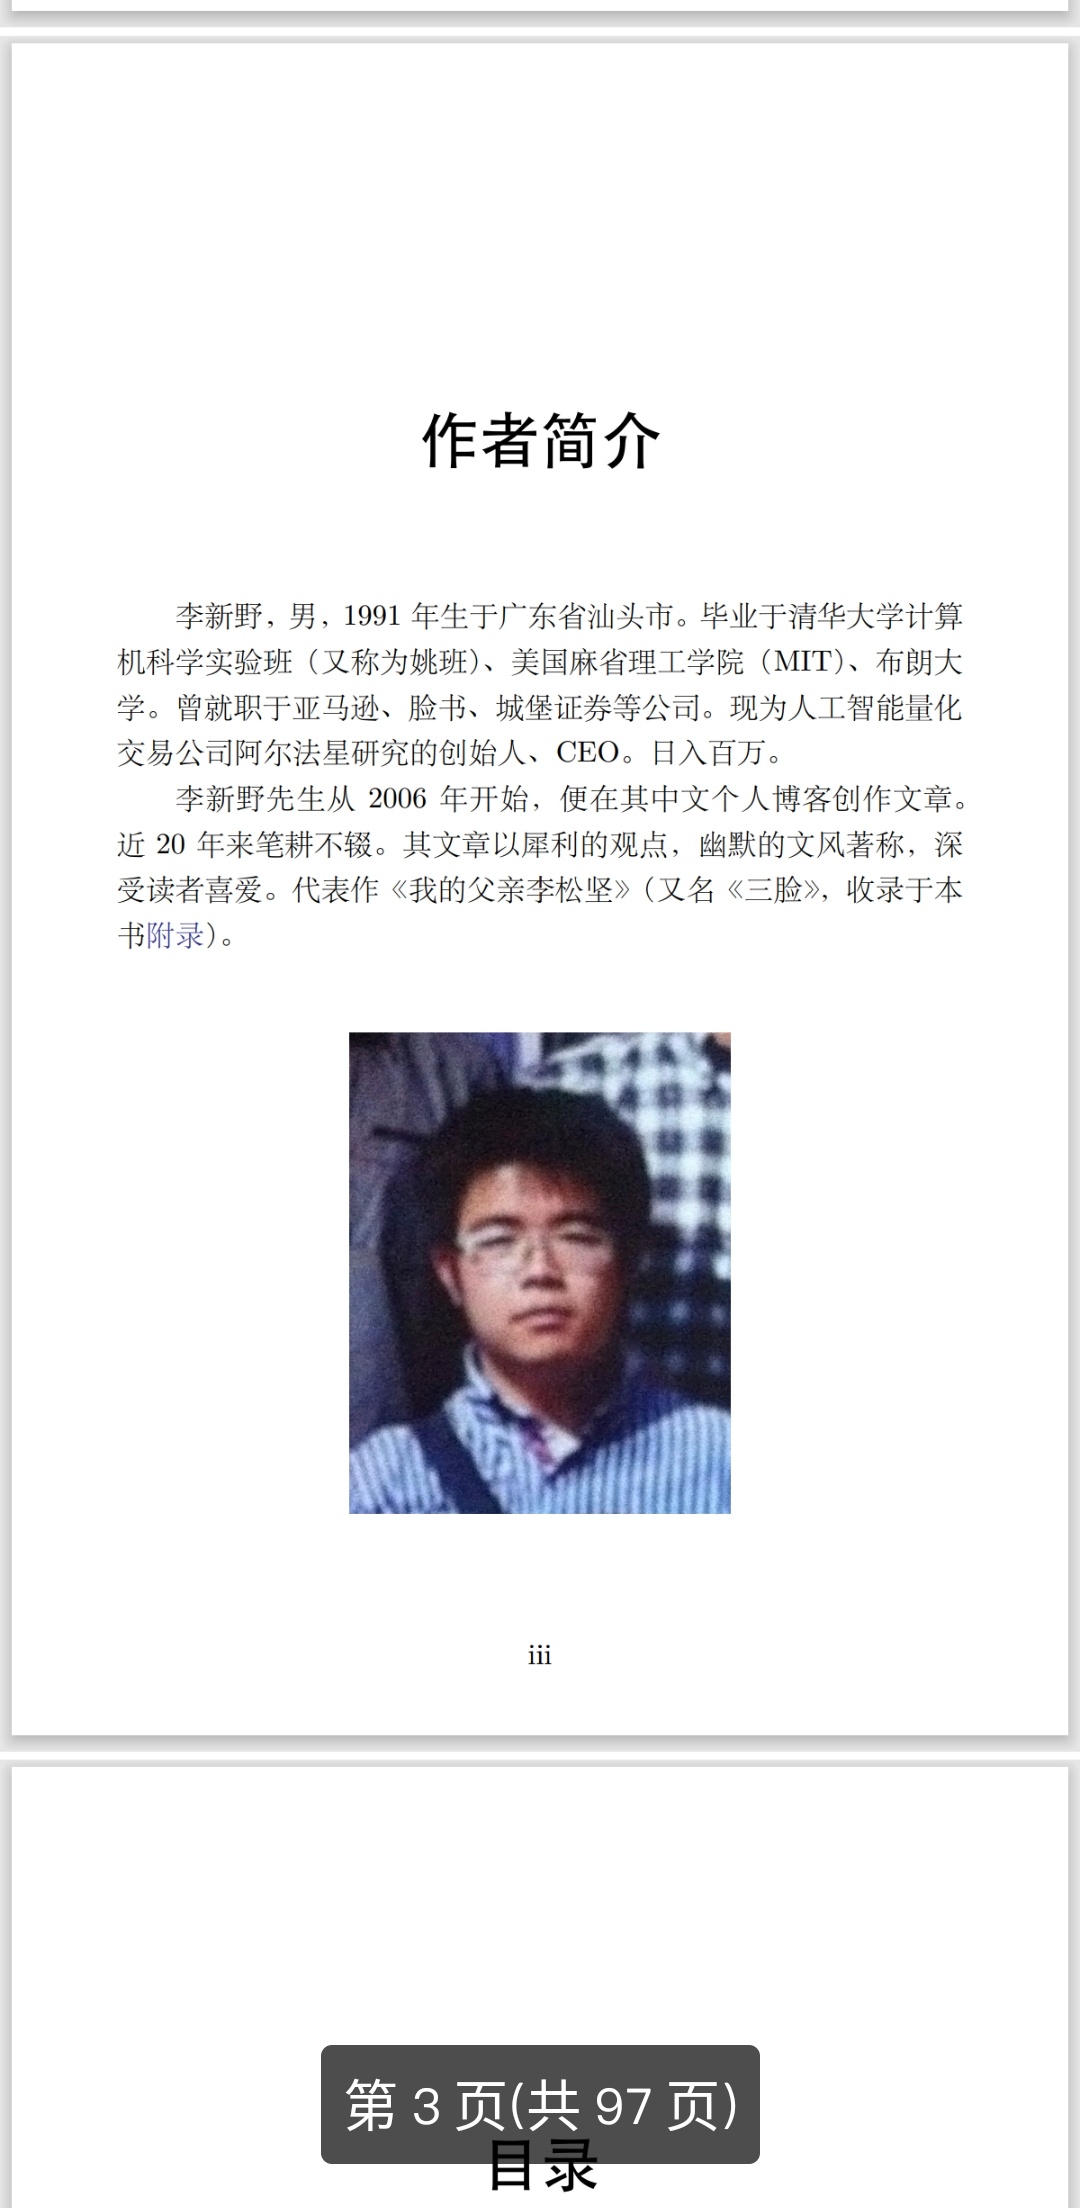 作者简介
李新野，男，1991 年生于广东省汕头市。毕业于清华大学计算
机科学实验班（又称为姚班）、美国麻省理工学院（MIT）、布朗大
学。曾就职于亚马逊、脸书、城堡证券等公司。现为人工智能量化
交易公司阿尔法星研究的创始人、CEO。日入百万。
李新野先生从 2006 年开始，便在其中文个人博客创作文章。
近 20 年来笔耕不辍。其文章以犀利的观点，幽默的文风著称，深
受读者喜爱。代表作《我的父亲李松坚》（又名《三脸》，收录于本
书附录）。
iii
第 3 页(共 97 页)
目录